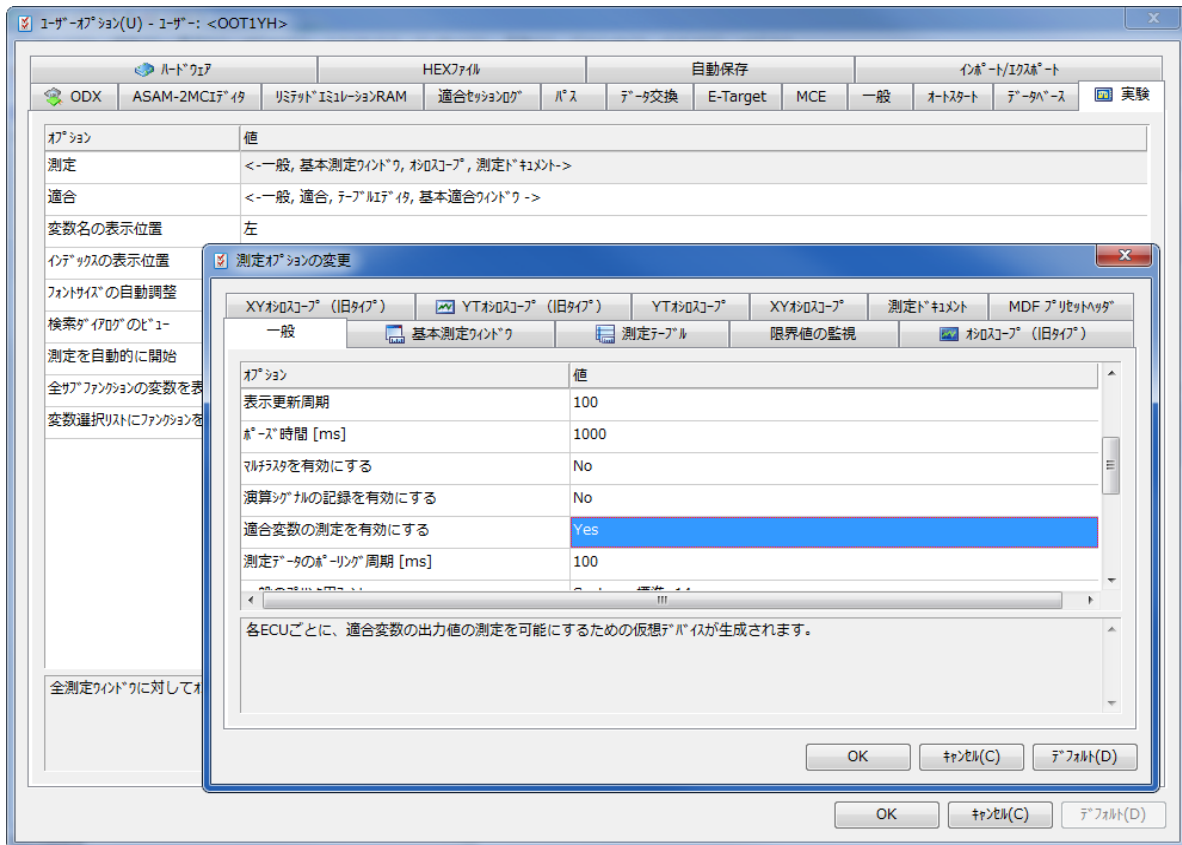 ﾕｰｻﾞｰｵﾌﾟｼｮﾝ(U) - ﾕｰｻﾞｰ: <OOT1YH>
ﾊｰﾄﾞｳｪｱ HEXﾌｧｲﾙ 自動保存 ｲﾝﾎﾟｰﾄ/ｴｸｽﾎﾟｰﾄ
ODX ASAM-2MCｴﾃﾞｨﾀ ﾘﾐﾃｯﾄﾞｴﾐｭﾚｰｼｮﾝRAM 適合ｾｯｼｮﾝﾛｸﾞ ﾊﾟｽ ﾃﾞｰﾀ交換 E-Target MCE 一般 ｵｰﾄｽﾀｰﾄ ﾃﾞｰﾀﾍﾞｰｽ 実験
ｵﾌﾟｼｮﾝ 値
測定 <-一般, 基本測定ｳｨﾝﾄﾞｳ, ｵｼﾛｽｺｰﾌﾟ, 測定ﾄﾞｷｭﾒﾝﾄ->
適合 <-一般, 適合, ﾃｰﾌﾞﾙｴﾃﾞｨﾀ, 基本適合ｳｨﾝﾄﾞｳ ->
変数名の表示位置 左
ｲﾝﾃﾞｯｸｽの表示位置
ﾌｫﾝﾄｻｲｽﾞの自動調整
検索ﾀﾞｲｱﾛｸﾞのﾋﾞｭｰ
測定を自動的に開始
全ｻﾌﾞﾌｧﾝｸｼｮﾝの変数を表
変数選択ﾘｽﾄにﾌｧﾝｸｼｮﾝを
全測定ｳｨﾝﾄﾞｳに対してｵ
測定ｵﾌﾟｼｮﾝの変更
XYｵｼﾛｽｺｰﾌﾟ (旧ﾀｲﾌﾟ) YTｵｼﾛｽｺｰﾌﾟ (旧ﾀｲﾌﾟ) YTｵｼﾛｽｺｰﾌﾟ XYｵｼﾛｽｺｰﾌﾟ 測定ﾄﾞｷｭﾒﾝﾄ MDF ﾌﾟﾘｾｯﾄﾍｯﾀﾞ
一般 基本測定ｳｨﾝﾄﾞｳ 測定ﾃｰﾌﾞﾙ 限界値の監視 ｵｼﾛｽｺｰﾌﾟ (旧ﾀｲﾌﾟ)
ｵﾌﾟｼｮﾝ 値
表示更新周期 100
ﾎﾟｰｽﾞ時間 [ms] 1000
ﾏﾙﾁﾗｽﾀを有効にする No
演算ｼｸﾞﾅﾙの記録を有効にする No
適合変数の測定を有効にする Yes
測定ﾃﾞｰﾀのﾎﾟｰﾘﾝｸﾞ周期 [ms] 100
各ECUごとに、適合変数の出力値の測定を可能にするための仮想ﾃﾞﾊﾞｲｽが生成されます。
OK ｷｬﾝｾﾙ(C) ﾃﾞﾌｫﾙﾄ(D)
OK ｷｬﾝｾﾙ(C) ﾃﾞﾌｫﾙﾄ(D)